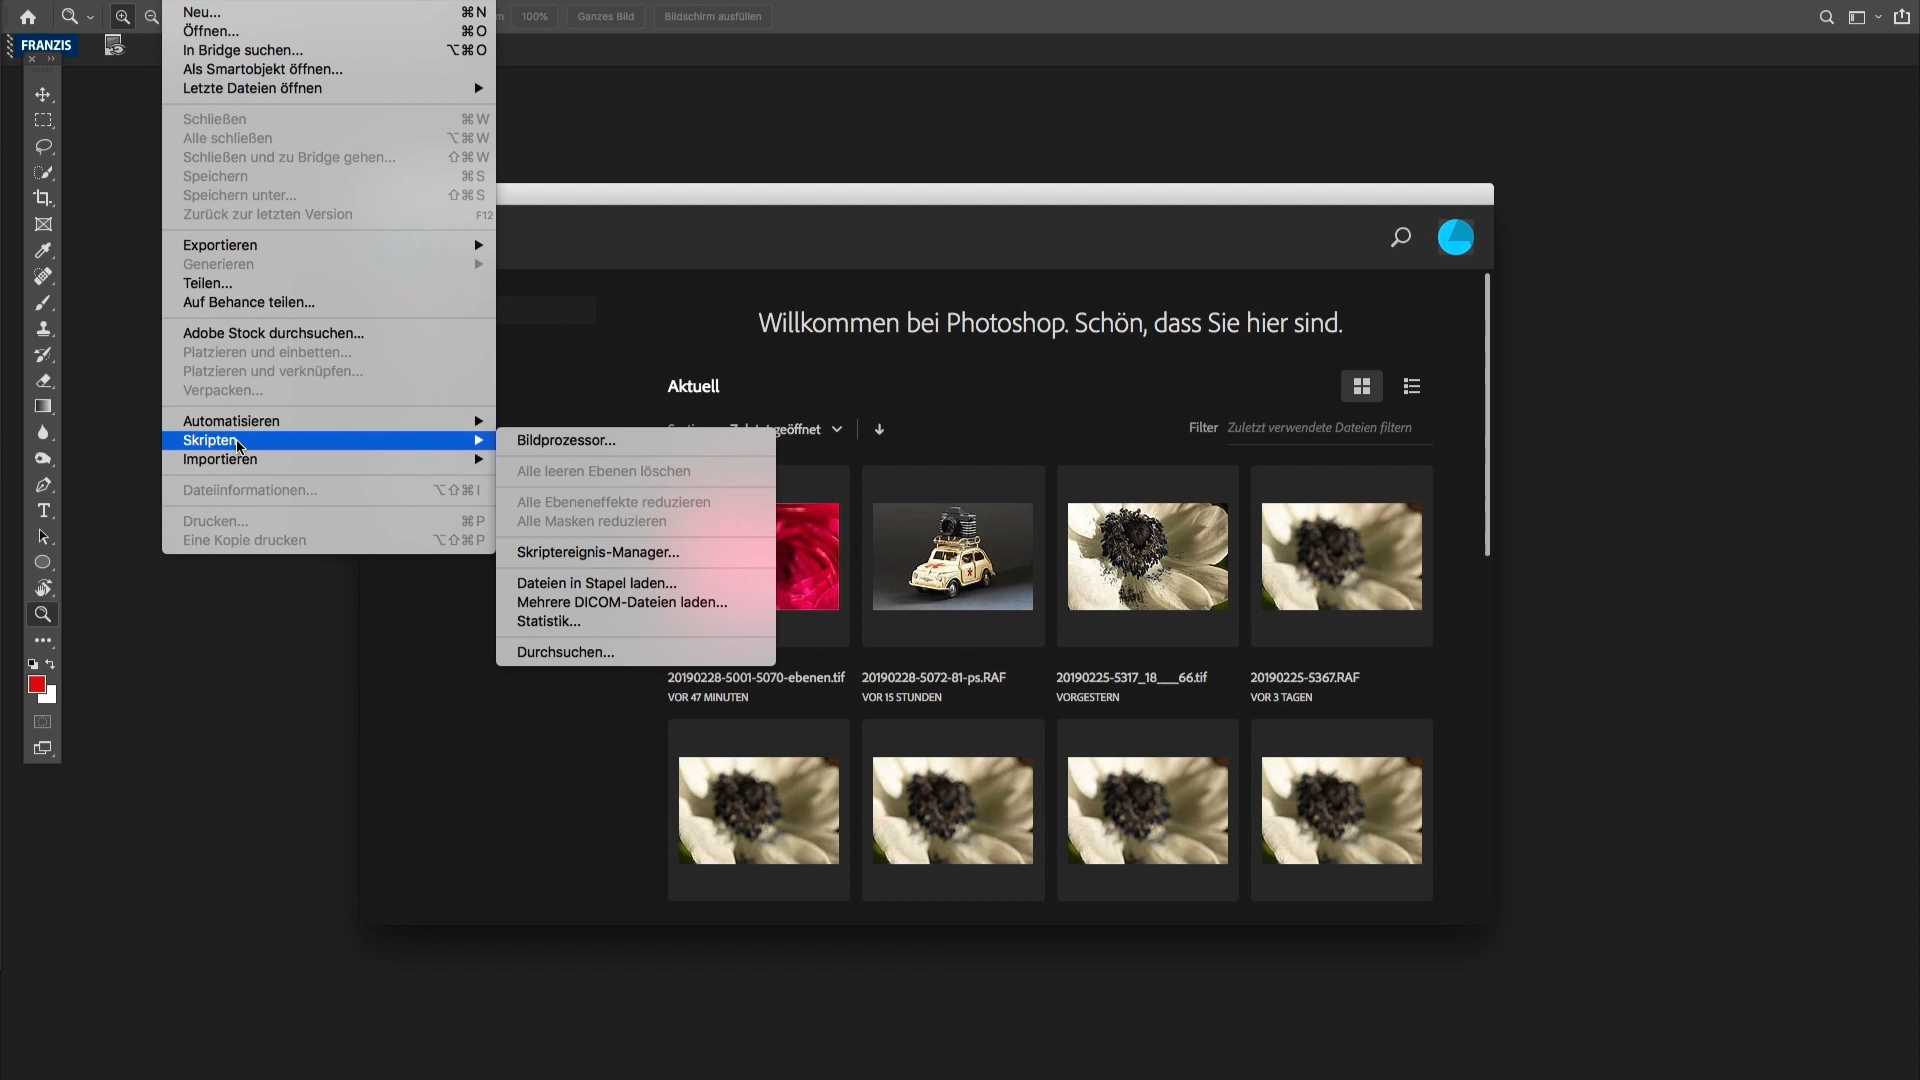 100%
Ganzes Bild
Bildschirm ausfüllen
FRANZIS
Neu... ⌘N
Öffnen... ⌘O
In Bridge suchen... ⌥⌘O
Als Smartobjekt öffnen...
Letzte Dateien öffnen
Schließen ⌘W
Alle schließen ⌥⌘W
Schließen und zu Bridge gehen... ⇧⌘W
Speichern ⌘S
Speichern unter... ⇧⌘S
Zurück zur letzten Version F12
Exportieren
Generieren
Teilen...
Auf Behance teilen...
Adobe Stock durchsuchen...
Platzieren und einbetten...
Platzieren und verknüpfen...
Verpacken...
Automatisieren
Skripten
Importieren
Dateiinformationen... ⌥⇧⌘I
Drucken... ⌘P
Eine Kopie drucken ⌥⇧⌘P
Bildprozessor...
Alle leeren Ebenen löschen
Alle Ebeneneffekte reduzieren
Alle Masken reduzieren
Skriptereignis-Manager...
Dateien in Stapel laden...
Mehrere DICOM-Dateien laden...
Statistik...
Durchsuchen...
Willkommen bei Photoshop. Schön, dass Sie hier sind.
Aktuell
Filter Zuletzt verwendete Dateien filtern
20190228-5001-5070-ebenen.tif
VOR 47 MINUTEN
20190228-5072-81-ps.RAF
VOR 15 STUNDEN
20190225-5317_18___66.tif
VORGESTERN
20190225-5367.RAF
VOR 3 TAGEN